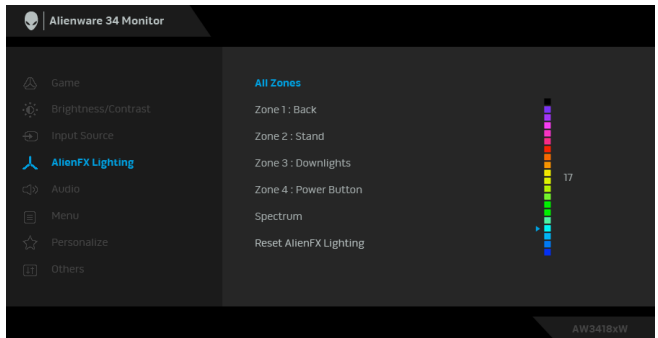 Alienware 34 Monitor
Game
Brightness/Contrast
Input Source
AlienFX Lighting
Audio
Menu
Personalize
Others
All Zones
Zone 1 : Back
Zone 2 : Stand
Zone 3 : Downlights
Zone 4 : Power Button
Spectrum
Reset AlienFX Lighting
17
AW3418xW